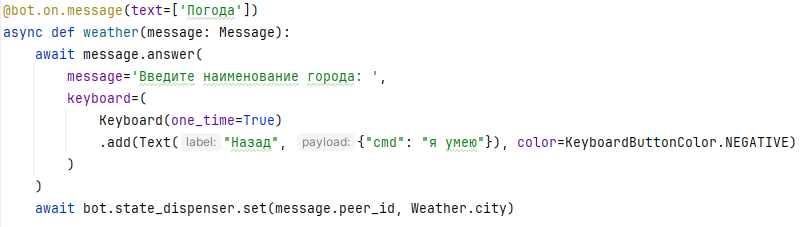 @bot.on.message(text=['Погода'])
async def weather(message: Message):
    await message.answer(
        message='Введите наименование города: ',
        keyboard=(
            Keyboard(one_time=True)
            .add(Text( label: "Назад", payload: {"cmd": "я умею"}), color=KeyboardButtonColor.NEGATIVE)
        )
    )
    await bot.state_dispenser.set(message.peer_id, Weather.city)